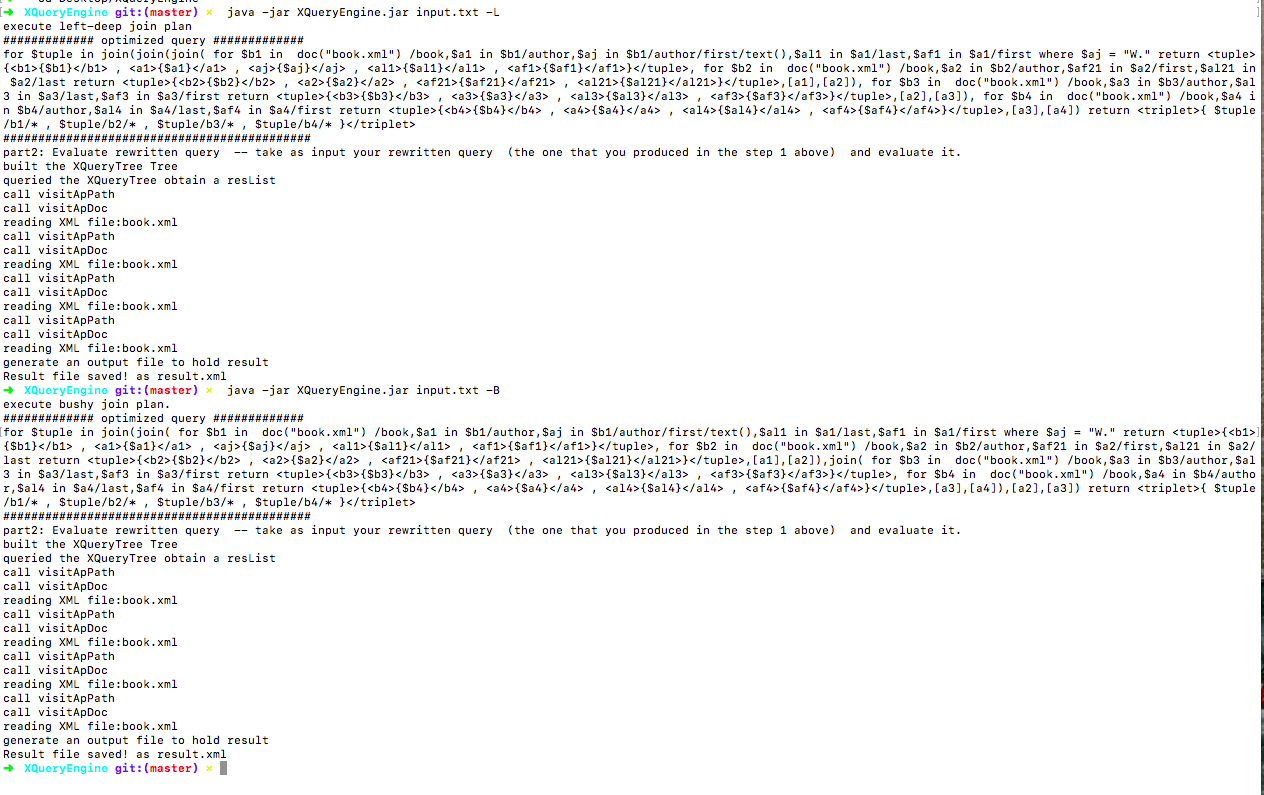 ➜  XQueryEngine git:(master) ×  java -jar XQueryEngine.jar input.txt -L
execute left-deep join plan
############# optimized query #############
for $tuple in join(join(join( for $b1 in  doc("book.xml") /book,$a1 in $b1/author,$aj in $b1/author/first/text(),$al1 in $a1/last,$af1 in $a1/first where $aj = "W." return <tuple>
{<b1>{$b1}</b1> , <a1>{$a1}</a1> , <aj>{$aj}</aj> , <al1>{$al1}</al1> , <af1>{$af1}</af1>}</tuple>, for $b2 in  doc("book.xml") /book,$a2 in $b2/author,$af21 in $a2/first,$al21 in
 $a2/last return <tuple>{<b2>{$b2}</b2> , <a2>{$a2}</a2> , <af21>{$af21}</af21> , <al21>{$al21}</al21>}</tuple>,[a1],[a2]), for $b3 in  doc("book.xml") /book,$a3 in $b3/author,$al
3 in $a3/last,$af3 in $a3/first return <tuple>{<b3>{$b3}</b3> , <a3>{$a3}</a3> , <al3>{$al3}</al3> , <af3>{$af3}</af3>}</tuple>,[a2],[a3]), for $b4 in  doc("book.xml") /book,$a4 i
n $b4/author,$al4 in $a4/last,$af4 in $a4/first return <tuple>{<b4>{$b4}</b4> , <a4>{$a4}</a4> , <al4>{$al4}</al4> , <af4>{$af4}</af4>}</tuple>,[a3],[a4]) return <triplet>{ $tuple
/b1/* , $tuple/b2/* , $tuple/b3/* , $tuple/b4/* }</triplet>
############################################
part2: Evaluate rewritten query  -- take as input your rewritten query  (the one that you produced in the step 1 above)  and evaluate it.
built the XQueryTree Tree
queried the XQueryTree obtain a resList
call visitApPath
call visitApDoc
reading XML file:book.xml
call visitApPath
call visitApDoc
reading XML file:book.xml
call visitApPath
call visitApDoc
reading XML file:book.xml
call visitApPath
call visitApDoc
reading XML file:book.xml
generate an output file to hold result
Result file saved! as result.xml
➜  XQueryEngine git:(master) ×  java -jar XQueryEngine.jar input.txt -B
execute bushy join plan.
############# optimized query #############
for $tuple in join(join( for $b1 in  doc("book.xml") /book,$a1 in $b1/author,$aj in $b1/author/first/text(),$al1 in $a1/last,$af1 in $a1/first where $aj = "W." return <tuple>{<b1>
{$b1}</b1> , <a1>{$a1}</a1> , <aj>{$aj}</aj> , <al1>{$al1}</al1> , <af1>{$af1}</af1>}</tuple>, for $b2 in  doc("book.xml") /book,$a2 in $b2/author,$af21 in $a2/first,$al21 in $a2/
last return <tuple>{<b2>{$b2}</b2> , <a2>{$a2}</a2> , <af21>{$af21}</af21> , <al21>{$al21}</al21>}</tuple>,[a1],[a2]),join( for $b3 in  doc("book.xml") /book,$a3 in $b3/author,$al
3 in $a3/last,$af3 in $a3/first return <tuple>{<b3>{$b3}</b3> , <a3>{$a3}</a3> , <al3>{$al3}</al3> , <af3>{$af3}</af3>}</tuple>, for $b4 in  doc("book.xml") /book,$a4 in $b4/autho
r,$al4 in $a4/last,$af4 in $a4/first return <tuple>{<b4>{$b4}</b4> , <a4>{$a4}</a4> , <al4>{$al4}</al4> , <af4>{$af4}</af4>}</tuple>,[a3],[a4]),[a2],[a3]) return <triplet>{ $tuple
/b1/* , $tuple/b2/* , $tuple/b3/* , $tuple/b4/* }</triplet>
############################################
part2: Evaluate rewritten query  -- take as input your rewritten query  (the one that you produced in the step 1 above)  and evaluate it.
built the XQueryTree Tree
queried the XQueryTree obtain a resList
call visitApPath
call visitApDoc
reading XML file:book.xml
call visitApPath
call visitApDoc
reading XML file:book.xml
call visitApPath
call visitApDoc
reading XML file:book.xml
call visitApPath
call visitApDoc
reading XML file:book.xml
generate an output file to hold result
Result file saved! as result.xml
➜  XQueryEngine git:(master) ×